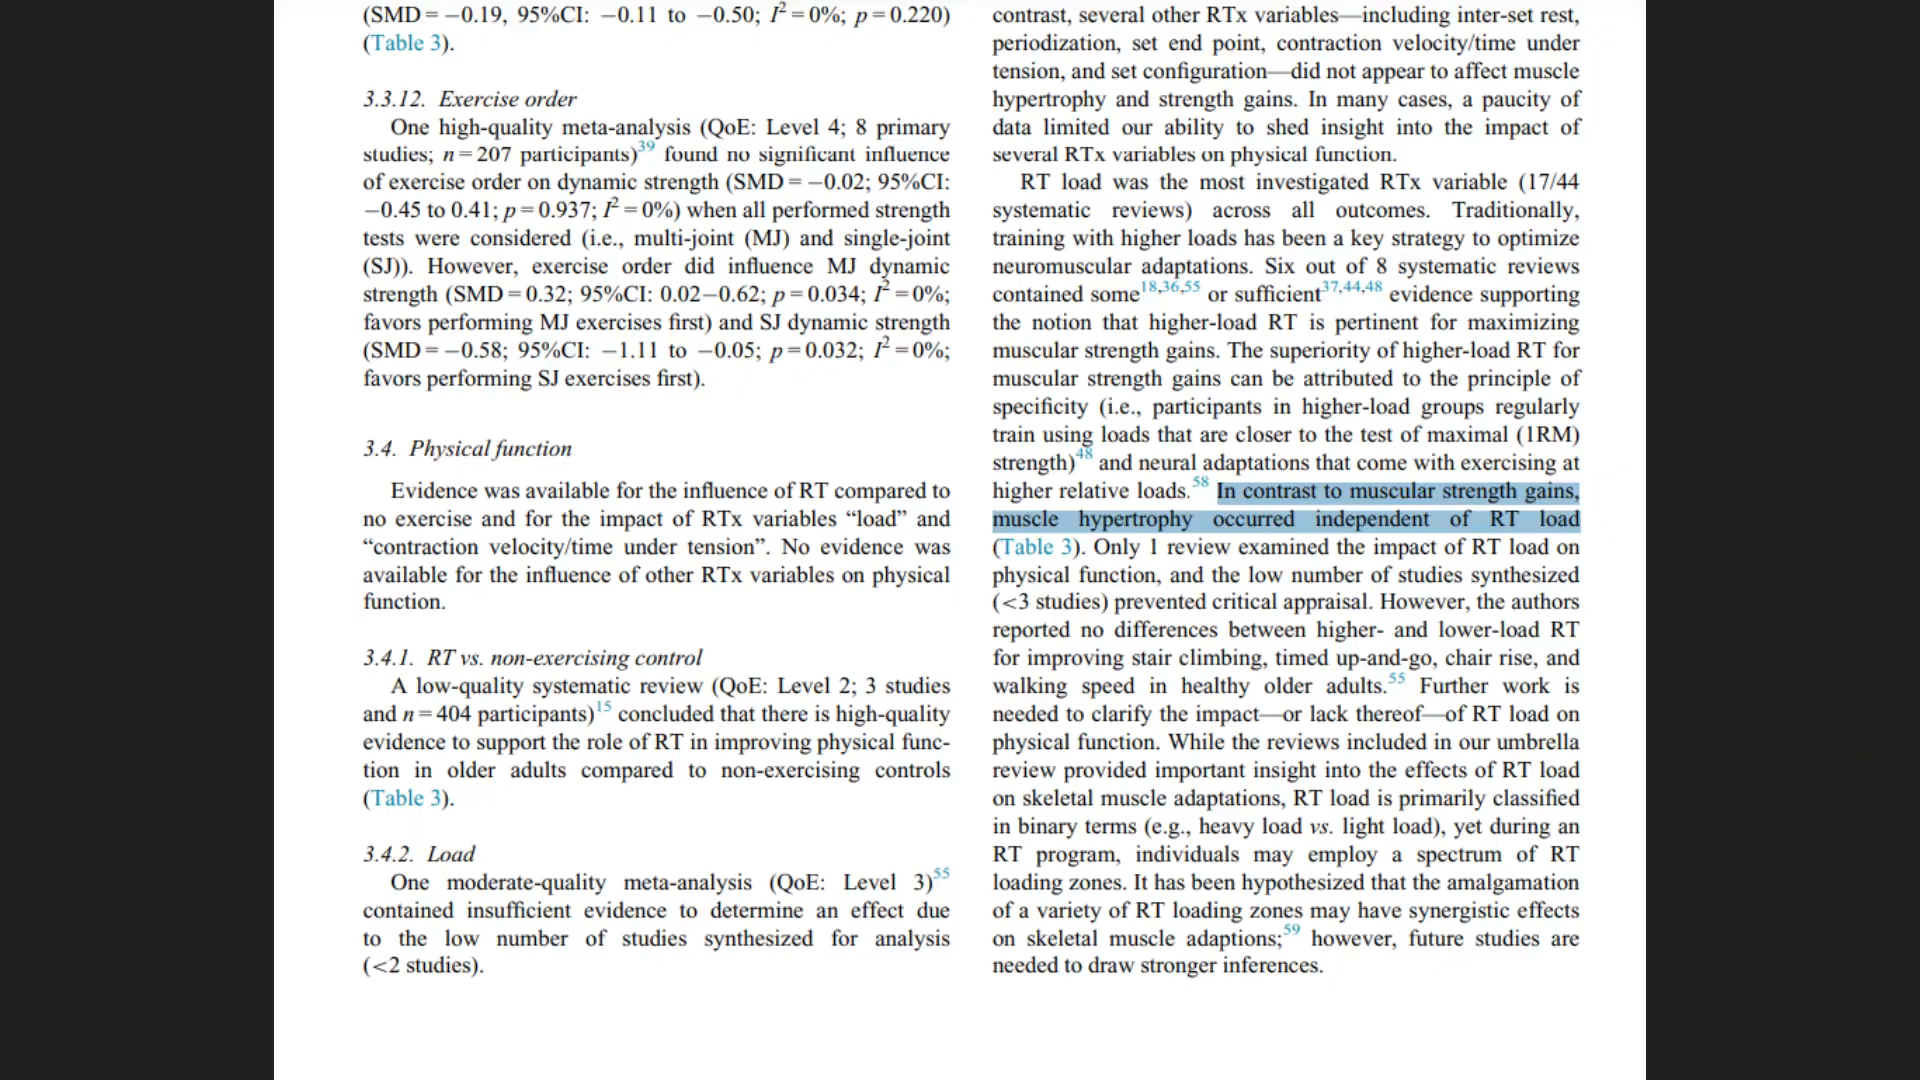 (SMD = −0.19, 95%CI: −0.11 to −0.50; I² = 0%; p = 0.220)
(Table 3).
3.3.12. Exercise order
One high-quality meta-analysis (QoE: Level 4; 8 primary
studies; n = 207 participants)39 found no significant influence
of exercise order on dynamic strength (SMD = −0.02; 95%CI:
−0.45 to 0.41; p = 0.937; I² = 0%) when all performed strength
tests were considered (i.e., multi-joint (MJ) and single-joint
(SJ)). However, exercise order did influence MJ dynamic
strength (SMD = 0.32; 95%CI: 0.02–0.62; p = 0.034; I² = 0%;
favors performing MJ exercises first) and SJ dynamic strength
(SMD = −0.58; 95%CI: −1.11 to −0.05; p = 0.032; I² = 0%;
favors performing SJ exercises first).
3.4. Physical function
Evidence was available for the influence of RT compared to
no exercise and for the impact of RTx variables “load” and
“contraction velocity/time under tension”. No evidence was
available for the influence of other RTx variables on physical
function.
3.4.1. RT vs. non-exercising control
A low-quality systematic review (QoE: Level 2; 3 studies
and n = 404 participants)15 concluded that there is high-quality
evidence to support the role of RT in improving physical func-
tion in older adults compared to non-exercising controls
(Table 3).
3.4.2. Load
One moderate-quality meta-analysis (QoE: Level 3)55
contained insufficient evidence to determine an effect due
to the low number of studies synthesized for analysis
(<2 studies).
contrast, several other RTx variables—including inter-set rest,
periodization, set end point, contraction velocity/time under
tension, and set configuration—did not appear to affect muscle
hypertrophy and strength gains. In many cases, a paucity of
data limited our ability to shed insight into the impact of
several RTx variables on physical function.
RT load was the most investigated RTx variable (17/44
systematic reviews) across all outcomes. Traditionally,
training with higher loads has been a key strategy to optimize
neuromuscular adaptations. Six out of 8 systematic reviews
contained some18,36,55 or sufficient37,44,48 evidence supporting
the notion that higher-load RT is pertinent for maximizing
muscular strength gains. The superiority of higher-load RT for
muscular strength gains can be attributed to the principle of
specificity (i.e., participants in higher-load groups regularly
train using loads that are closer to the test of maximal (1RM)
strength)48 and neural adaptations that come with exercising at
higher relative loads.58 In contrast to muscular strength gains,
muscle hypertrophy occurred independent of RT load
(Table 3). Only 1 review examined the impact of RT load on
physical function, and the low number of studies synthesized
(<3 studies) prevented critical appraisal. However, the authors
reported no differences between higher- and lower-load RT
for improving stair climbing, timed up-and-go, chair rise, and
walking speed in healthy older adults.55 Further work is
needed to clarify the impact—or lack thereof—of RT load on
physical function. While the reviews included in our umbrella
review provided important insight into the effects of RT load
on skeletal muscle adaptations, RT load is primarily classified
in binary terms (e.g., heavy load vs. light load), yet during an
RT program, individuals may employ a spectrum of RT
loading zones. It has been hypothesized that the amalgamation
of a variety of RT loading zones may have synergistic effects
on skeletal muscle adaptions;59 however, future studies are
needed to draw stronger inferences.